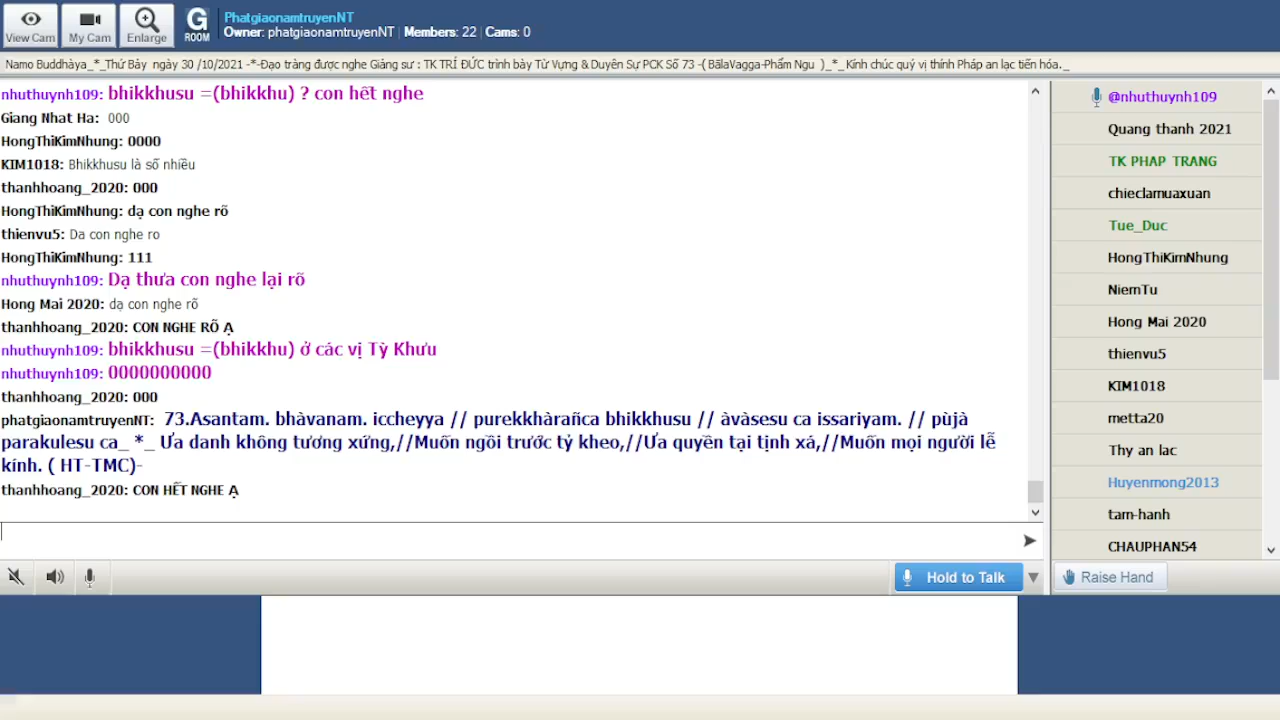 View Cam
My Cam
Enlarge
G
ROOM
PhatgiaonamtruyenNT
Owner: phatgiaonamtruyenNT | Members: 22 | Cams: 0
Namo Buddhàya_*_Thứ Bảy ngày 30 /10/2021 -*-Đạo tràng được nghe Giảng sư : TK TRÍ ĐỨC trình bày Từ Vựng & Duyên Sự PCK Số 73 -( BãlaVagga-Phẩm Ngu )_*_ Kính chúc quý vị thính Pháp an lạc tiến hóa._
nhuthuynh109: bhikkhusu =(bhikkhu) ? con hết nghe
Giang Nhat Ha: 000
HongThiKimNhung: 0000
KIM1018: Bhikkhusu là số nhiều
thanhhoang_2020: 000
HongThiKimNhung: dạ con nghe rõ
thienvu5: Da con nghe ro
HongThiKimNhung: 111
nhuthuynh109: Dạ thưa con nghe lại rõ
Hong Mai 2020: dạ con nghe rõ
thanhhoang_2020: CON NGHE RÕ Ạ
nhuthuynh109: bhikkhusu =(bhikkhu) ở các vị Tỳ Khưu
nhuthuynh109: 0000000000
thanhhoang_2020: 000
phatgiaonamtruyenNT: 73.Asantam. bhàvanam. iccheyya // purekkhàrañca bhikkhusu // àvàsesu ca issariyam. // pùjà
parakulesu ca_ *_ Ưa danh không tương xứng,//Muốn ngồi trước tỷ kheo,//Ưa quyền tại tịnh xá,//Muốn mọi người lễ
kính. ( HT-TMC)-
thanhhoang_2020: CON HẾT NGHE Ạ
@nhuthuynh109
Quang thanh 2021
TK PHAP TRANG
chieclamuaxuan
Tue_Duc
HongThiKimNhung
NiemTu
Hong Mai 2020
thienvu5
KIM1018
metta20
Thy an lac
Huyenmong2013
tam-hanh
CHAUPHAN54
Hold to Talk
Raise Hand